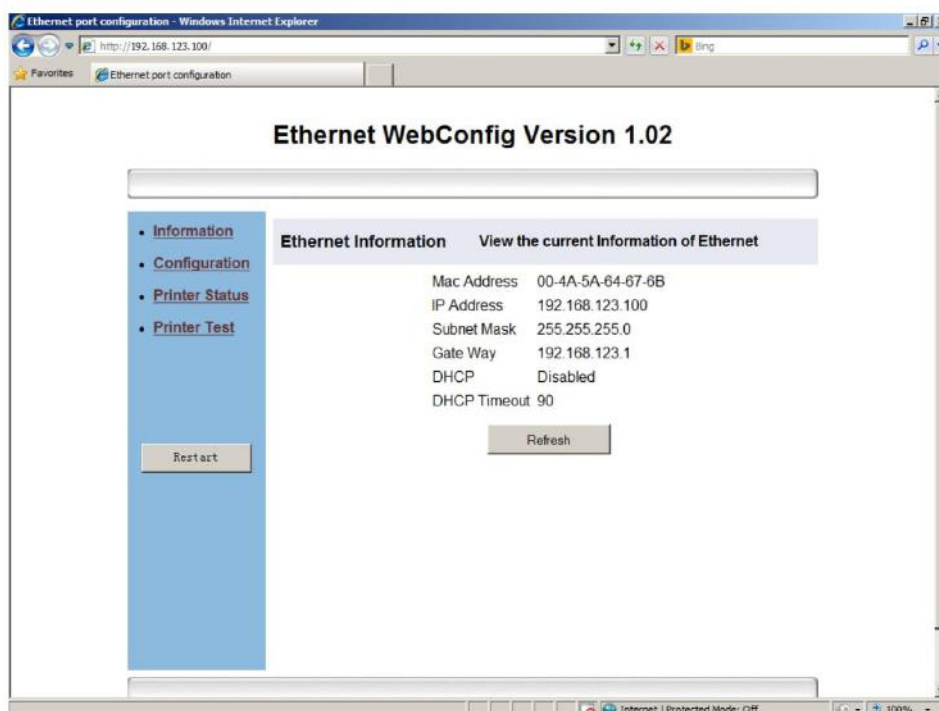 Ethernet port configuration - Windows Internet Explorer
http://192.168.123.100/
Bing
Favorites
Ethernet port configuration
Ethernet WebConfig Version 1.02
Information
Configuration
Printer Status
Printer Test
Restart
Ethernet Information View the current Information of Ethernet
Mac Address 00-4A-5A-64-67-6B
IP Address 192.168.123.100
Subnet Mask 255.255.255.0
Gate Way 192.168.123.1
DHCP Disabled
DHCP Timeout 90
Refresh
Internet | Protected Mode: Off
100%